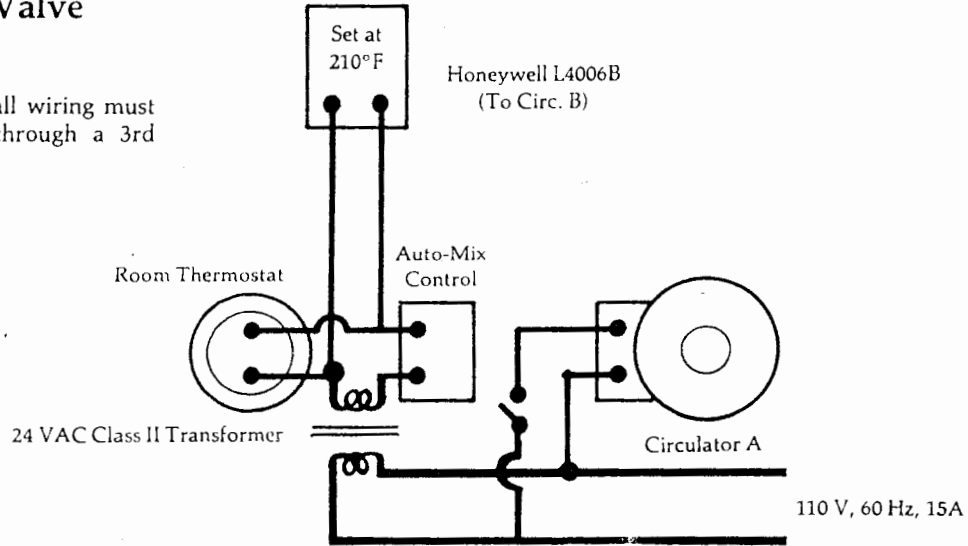 Valve
all wiring must
through a 3rd
Set at
210°F
Honeywell L4006B
(To Circ. B)
Room Thermostat
Auto-Mix
Control
24 VAC Class II Transformer
Circulator A
110 V, 60 Hz, 15A